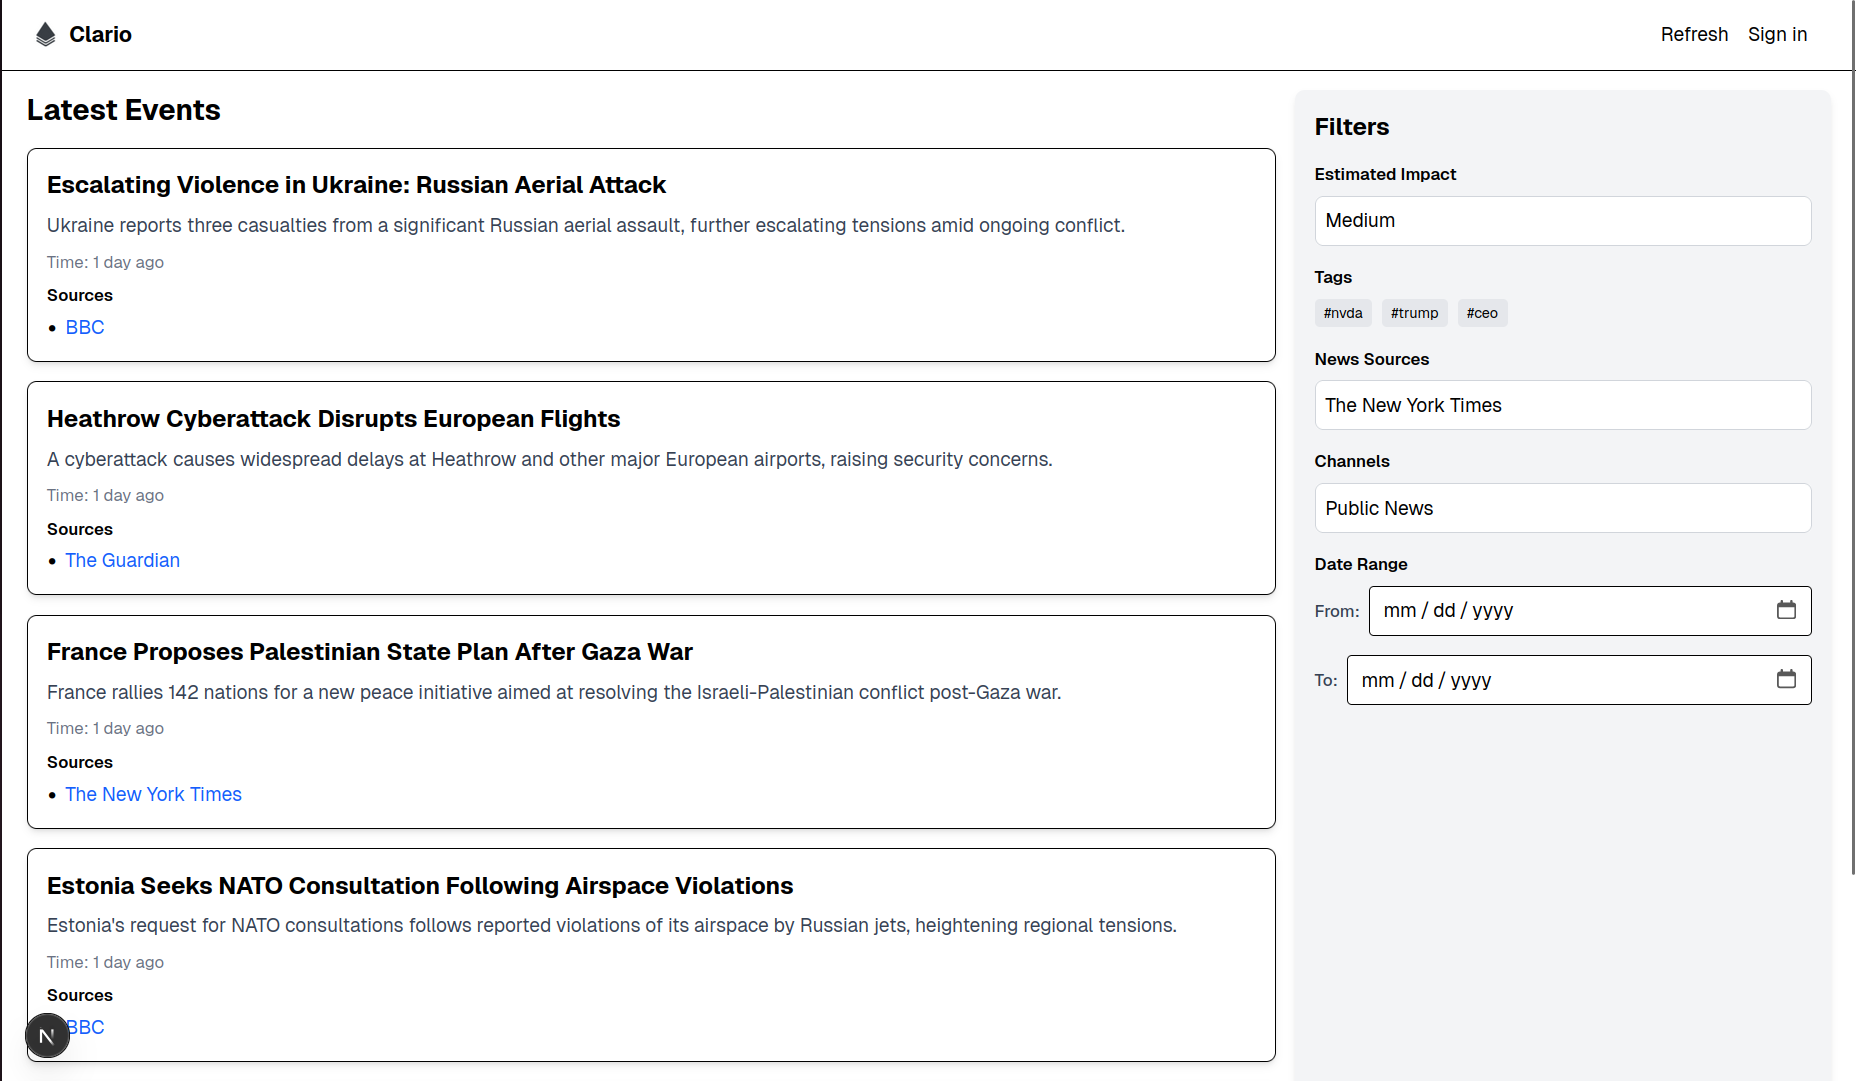 Clario
Refresh
Sign in
Latest Events
Escalating Violence in Ukraine: Russian Aerial Attack
Ukraine reports three casualties from a significant Russian aerial assault, further escalating tensions amid ongoing conflict.
Time: 1 day ago
Sources
• BBC
Heathrow Cyberattack Disrupts European Flights
A cyberattack causes widespread delays at Heathrow and other major European airports, raising security concerns.
Time: 1 day ago
Sources
• The Guardian
France Proposes Palestinian State Plan After Gaza War
France rallies 142 nations for a new peace initiative aimed at resolving the Israeli-Palestinian conflict post-Gaza war.
Time: 1 day ago
Sources
• The New York Times
Estonia Seeks NATO Consultation Following Airspace Violations
Estonia's request for NATO consultations follows reported violations of its airspace by Russian jets, heightening regional tensions.
Time: 1 day ago
Sources
BBC
N
Filters
Estimated Impact
Medium
Tags
#nvda #trump #ceo
News Sources
The New York Times
Channels
Public News
Date Range
From: mm / dd / yyyy
To: mm / dd / yyyy